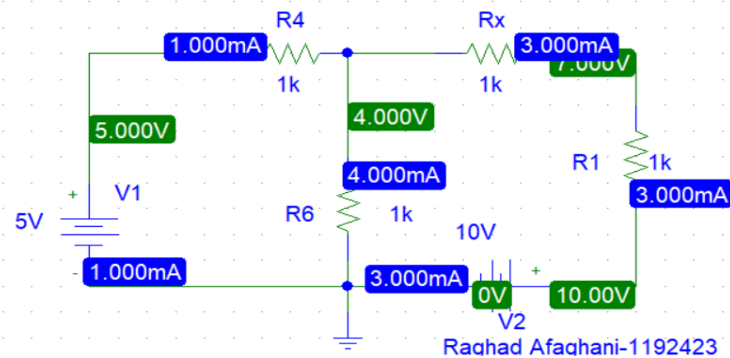 R4 Rx
1.000mA 3.000mA
7.000V
1k 1k
5.000V 4.000V
R1 1k
4.000mA
+ V1 3.000mA
5V R6 1k
10V
- 1.000mA 3.000mA +
0V 10.00V
V2
Raghad Afaghani-1192423